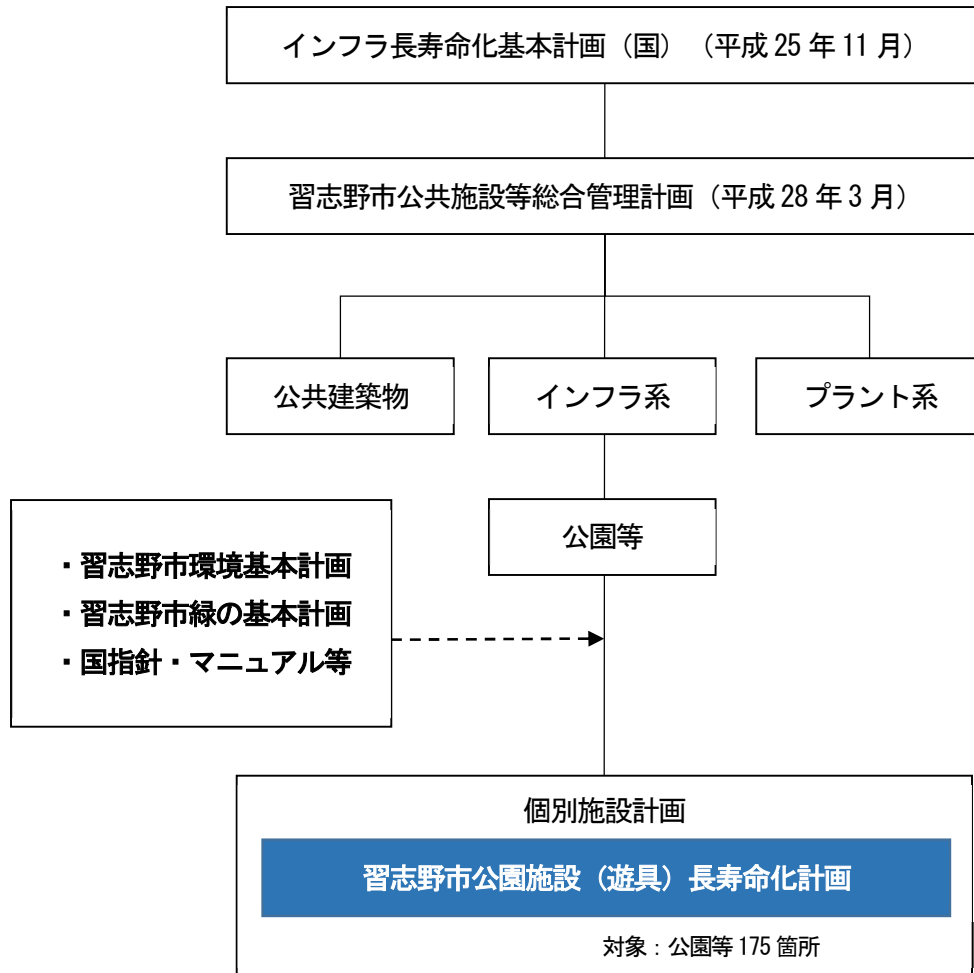 インフラ長寿命化基本計画（国）（平成 25 年 11 月）
習志野市公共施設等総合管理計画（平成 28 年 3 月）
公共建築物
インフラ系
プラント系
公園等
・習志野市環境基本計画
・習志野市緑の基本計画
・国指針・マニュアル等
個別施設計画
習志野市公園施設（遊具）長寿命化計画
対象：公園等 175 箇所